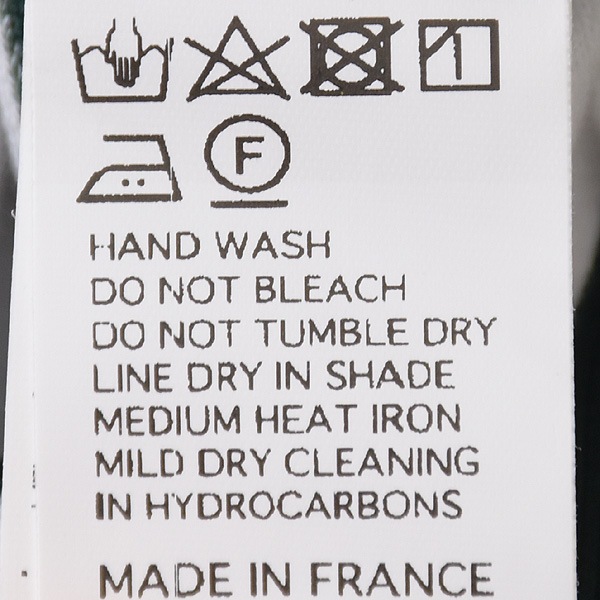 F
HAND WASH
DO NOT BLEACH
DO NOT TUMBLE DRY
LINE DRY IN SHADE
MEDIUM HEAT IRON
MILD DRY CLEANING
IN HYDROCARBONS
MADE IN FRANCE